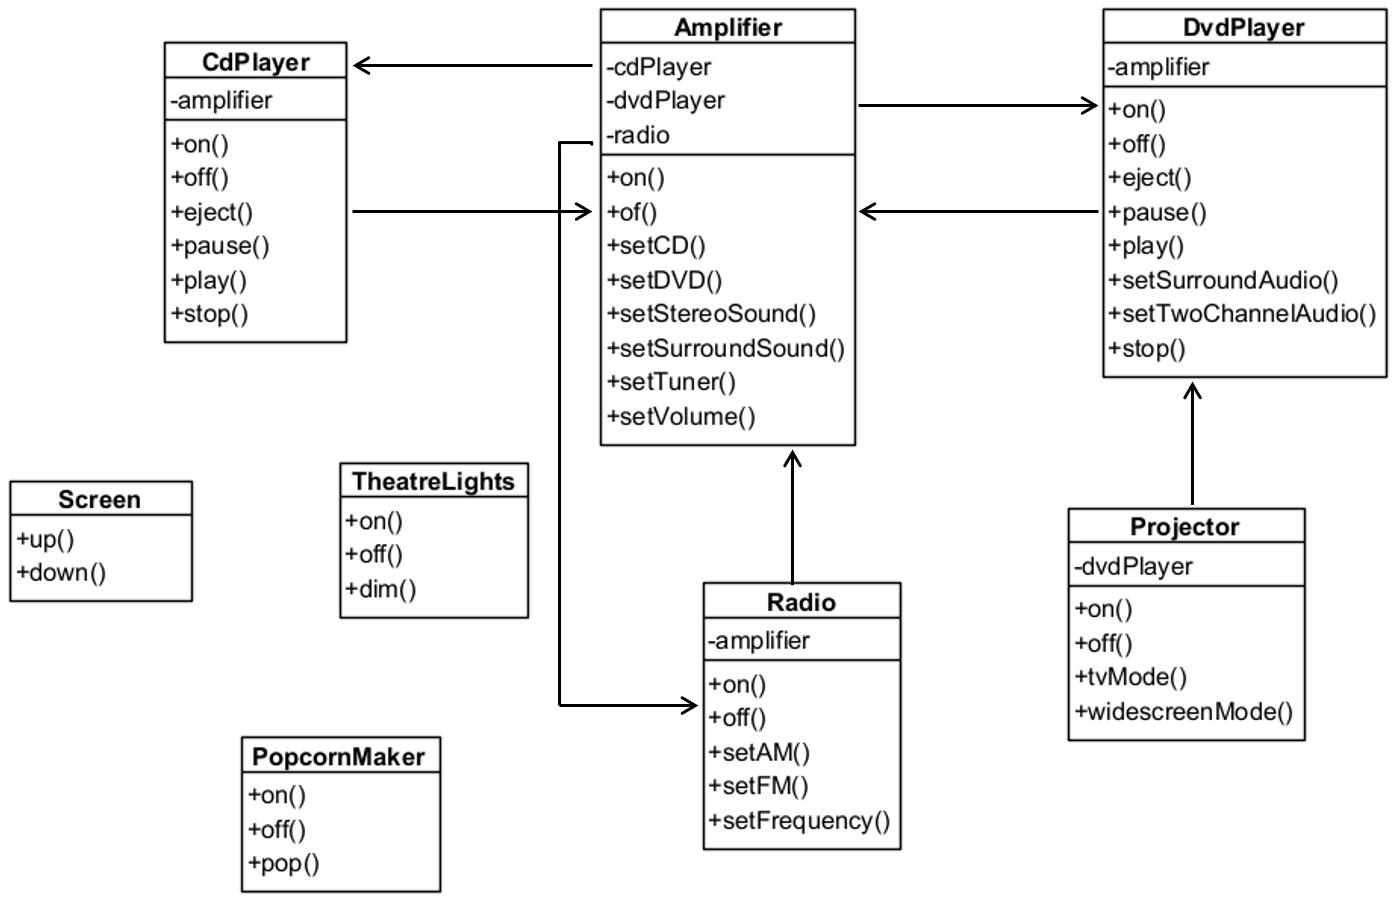 CdPlayer
-amplifier
+on()
+off()
+eject()
+pause()
+play()
+stop()
Amplifier
-cdPlayer
-dvdPlayer
-radio
+on()
+of()
+setCD()
+setDVD()
+setStereoSound()
+setSurroundSound()
+setTuner()
+setVolume()
DvdPlayer
-amplifier
+on()
+off()
+eject()
+pause()
+play()
+setSurroundAudio()
+setTwoChannelAudio()
+stop()
Screen
+up()
+down()
TheatreLights
+on()
+off()
+dim()
Radio
-amplifier
+on()
+off()
+setAM()
+setFM()
+setFrequency()
Projector
-dvdPlayer
+on()
+off()
+tvMode()
+widescreenMode()
PopcornMaker
+on()
+off()
+pop()